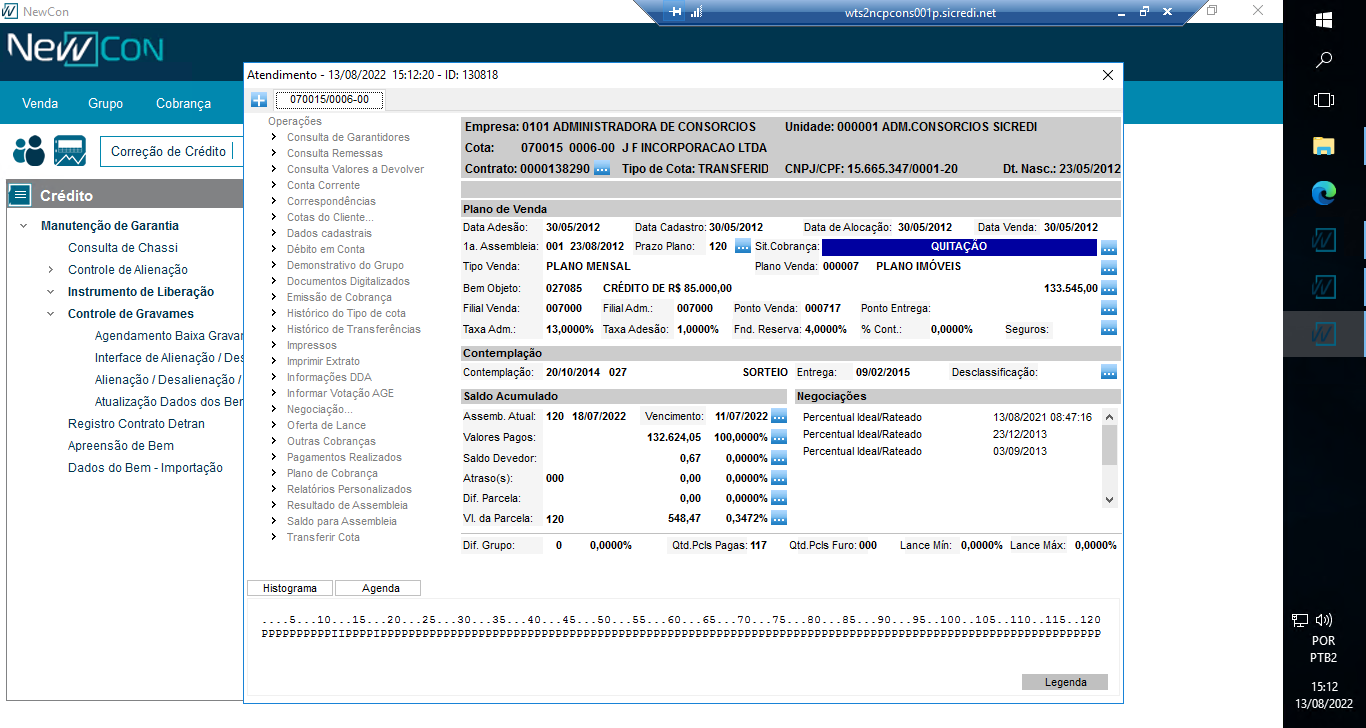 NewCon
wts2ncpcons001p.sicredi.net
NewCon
Venda Grupo Cobrança
Correção de Crédito
Crédito
Manutenção de Garantia
Consulta de Chassi
Controle de Alienação
Instrumento de Liberação
Controle de Gravames
Agendamento Baixa Gravar
Interface de Alienação / Des
Alienação / Desalienação /
Atualização Dados dos Ber
Registro Contrato Detran
Apreensão de Bem
Dados do Bem - Importação
Atendimento - 13/08/2022 15:12:20 - ID: 130818
070015/0006-00
Operações
Consulta de Garantidores
Consulta Remessas
Consulta Valores a Devolver
Conta Corrente
Correspondências
Cotas do Cliente...
Dados cadastrais
Débito em Conta
Demonstrativo do Grupo
Documentos Digitalizados
Emissão de Cobrança
Histórico do Tipo de cota
Histórico de Transferências
Impressos
Imprimir Extrato
Informações DDA
Informar Votação AGE
Negociação...
Oferta de Lance
Outras Cobranças
Pagamentos Realizados
Plano de Cobrança
Relatórios Personalizados
Resultado de Assembleia
Saldo para Assembleia
Transferir Cota
Empresa: 0101 ADMINISTRADORA DE CONSORCIOS Unidade: 000001 ADM.CONSORCIOS SICREDI
Cota: 070015 0006-00 J F INCORPORACAO LTDA
Contrato: 0000138290 ... Tipo de Cota: TRANSFERID CNPJ/CPF: 15.665.347/0001-20 Dt. Nasc.: 23/05/2012
Plano de Venda
Data Adesão: 30/05/2012 Data Cadastro: 30/05/2012 Data de Alocação: 30/05/2012 Data Venda: 30/05/2012
1a. Assembleia: 001 23/08/2012 Prazo Plano: 120 ... Sit.Cobrança: QUITAÇÃO ...
Tipo Venda: PLANO MENSAL Plano Venda: 000007 PLANO IMÓVEIS ...
Bem Objeto: 027085 CRÉDITO DE R$ 85.000,00 133.545,00 ...
Filial Venda: 007000 Filial Adm.: 007000 Ponto Venda: 000717 Ponto Entrega: ...
Taxa Adm.: 13,0000% Taxa Adesão: 1,0000% Fnd. Reserva: 4,0000% % Cont.: 0,0000% Seguros: ...
Contemplação
Contemplação: 20/10/2014 027 SORTEIO Entrega: 09/02/2015 Desclassificação: ...
Saldo Acumulado
Assemb. Atual: 120 18/07/2022 Vencimento: 11/07/2022 ...
Valores Pagos: 132.624,05 100,0000% ...
Saldo Devedor: 0,67 0,0000% ...
Atraso(s): 000 0,00 0,0000% ...
Dif. Parcela: 0,00 0,0000% ...
Vl. da Parcela: 120 548,47 0,3472% ...
Negociações
Percentual Ideal/Rateado 13/08/2021 08:47:16
Percentual Ideal/Rateado 23/12/2013
Percentual Ideal/Rateado 03/09/2013
Dif. Grupo: 0 0,0000% Qtd.Pcls Pagas: 117 Qtd.Pcls Furo: 000 Lance Mín: 0,0000% Lance Máx: 0,0000%
Histograma Agenda
....5...10...15...20...25...30...35...40...45...50...55...60...65...70...75...80...85...90...95..100..105..110..115..120
PPPPPPPPPPIIPPPPIPPPPPPPPPPPPPPPPPPPPPPPPPPPPPPPPPPPPPPPPPPPPPPPPPPPPPPPPPPPPPPPPPPPPPPPPPPPPPPPPPPPPPPPPPPPPPPPPPPPPPPP
Legenda
POR
PTB2
15:12
13/08/2022